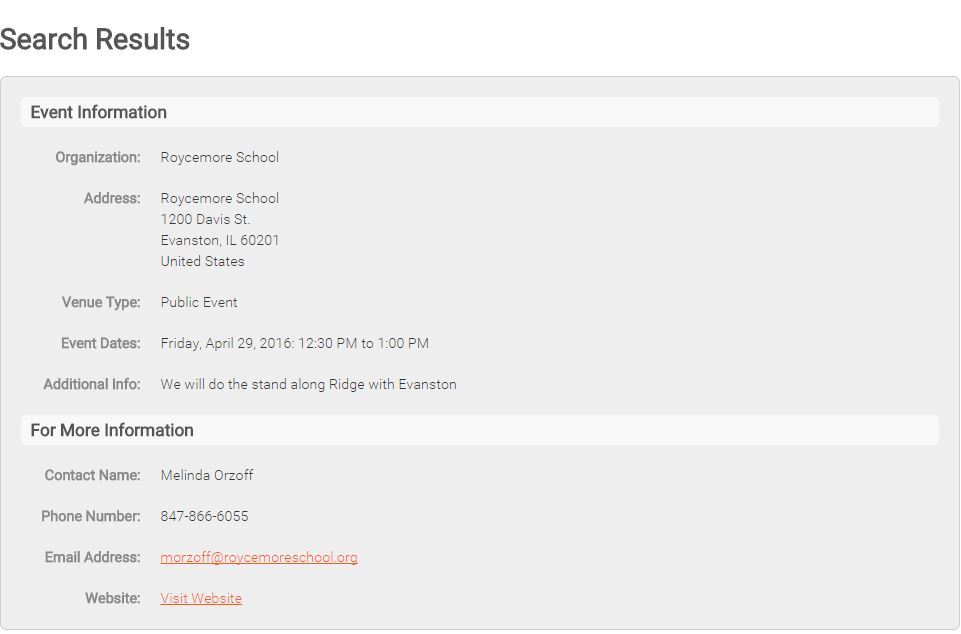 Search Results
Event Information
Organization: Roycemore School
Address: Roycemore School
1200 Davis St.
Evanston, IL 60201
United States
Venue Type: Public Event
Event Dates: Friday, April 29, 2016: 12:30 PM to 1:00 PM
Additional Info: We will do the stand along Ridge with Evanston
For More Information
Contact Name: Melinda Orzoff
Phone Number: 847-866-6055
Email Address: morzoff@roycemoreschool.org
Website: Visit Website